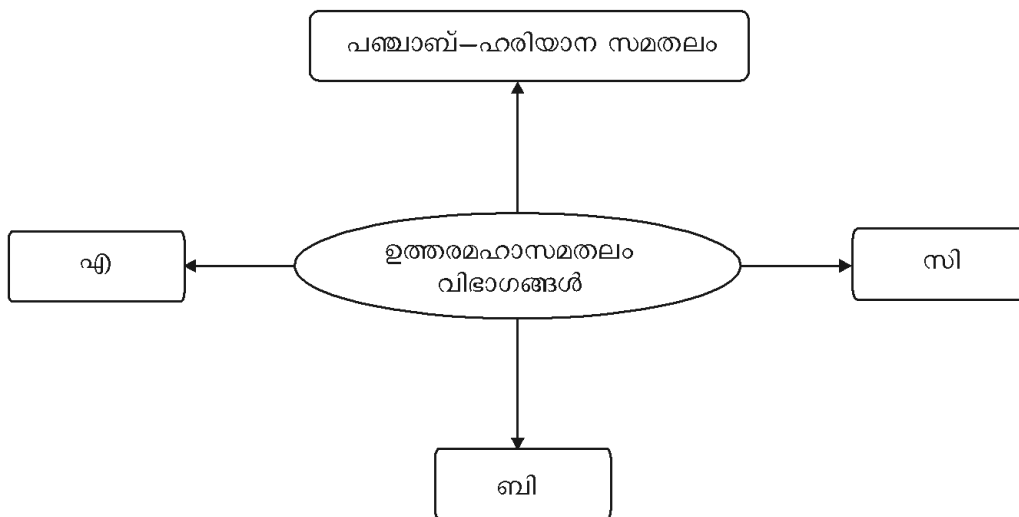 പഞ്ചാബ്–ഹരിയാന സമതലം
എ
ഉത്തരമഹാസമതലം
വിഭാഗങ്ങൾ
സി
ബി